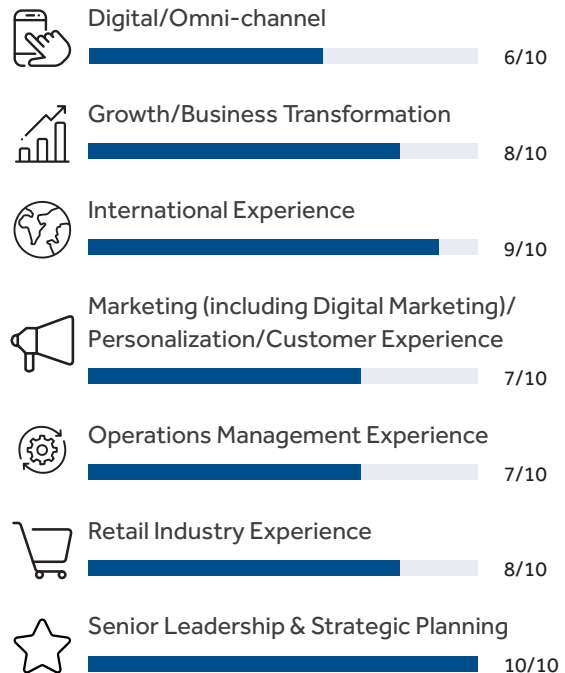 Digital/Omni-channel
6/10
Growth/Business Transformation
8/10
International Experience
9/10
Marketing (including Digital Marketing)/
Personalization/Customer Experience
7/10
Operations Management Experience
7/10
Retail Industry Experience
8/10
Senior Leadership & Strategic Planning
10/10